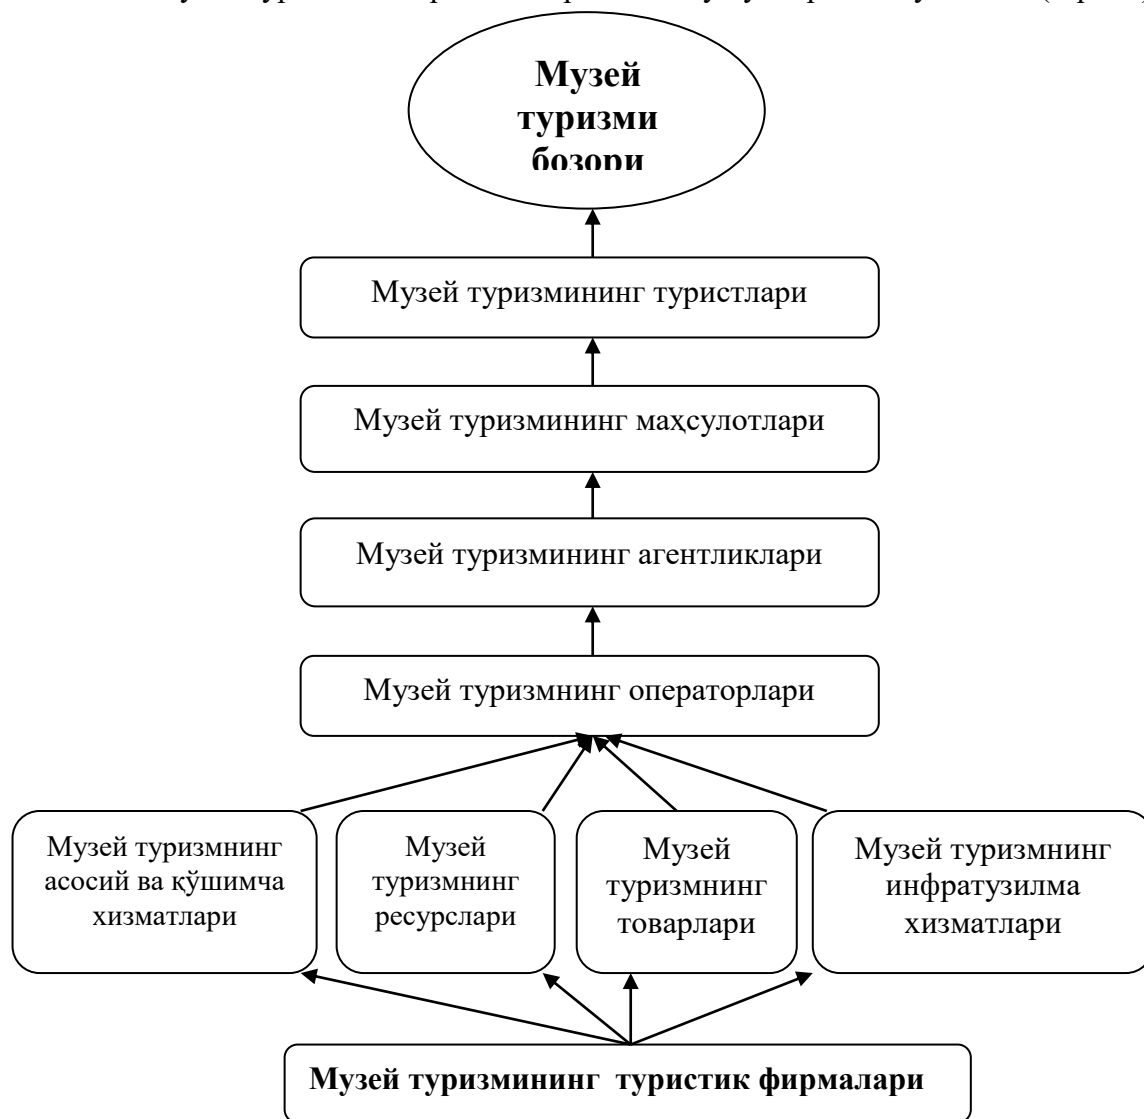 Музей
туризми
бозори
Музей туризмининг туристлари
Музей туризмининг маҳсулотлари
Музей туризмининг агентликлари
Музей туризмнинг операторлари
Музей туризмнинг
асосий ва қўшимча
хизматлари
Музей
туризмнинг
ресурслари
Музей
туризмнинг
товарлари
Музей туризмнинг
инфратузилма
хизматлари
Музей туризмининг туристик фирмалари